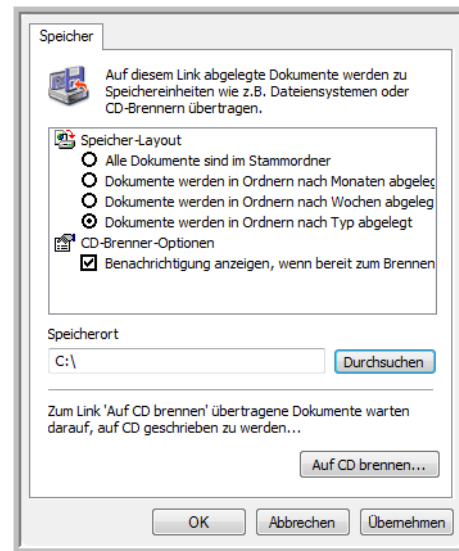 Speicher
Auf diesem Link abgelegte Dokumente werden zu
Speichereinheiten wie z.B. Dateiensystemen oder
CD-Brennern übertragen.
Speicher-Layout
Alle Dokumente sind im Stammordner
Dokumente werden in Ordnern nach Monaten abgeleg
Dokumente werden in Ordnern nach Wochen abgeleg
Dokumente werden in Ordnern nach Typ abgelegt
CD-Brenner-Optionen
Benachrichtigung anzeigen, wenn bereit zum Brennen
Speicherort
C:\
Durchsuchen
Zum Link 'Auf CD brennen' übertragene Dokumente warten
darauf, auf CD geschrieben zu werden...
Auf CD brennen...
OK
Abbrechen
Übernehmen